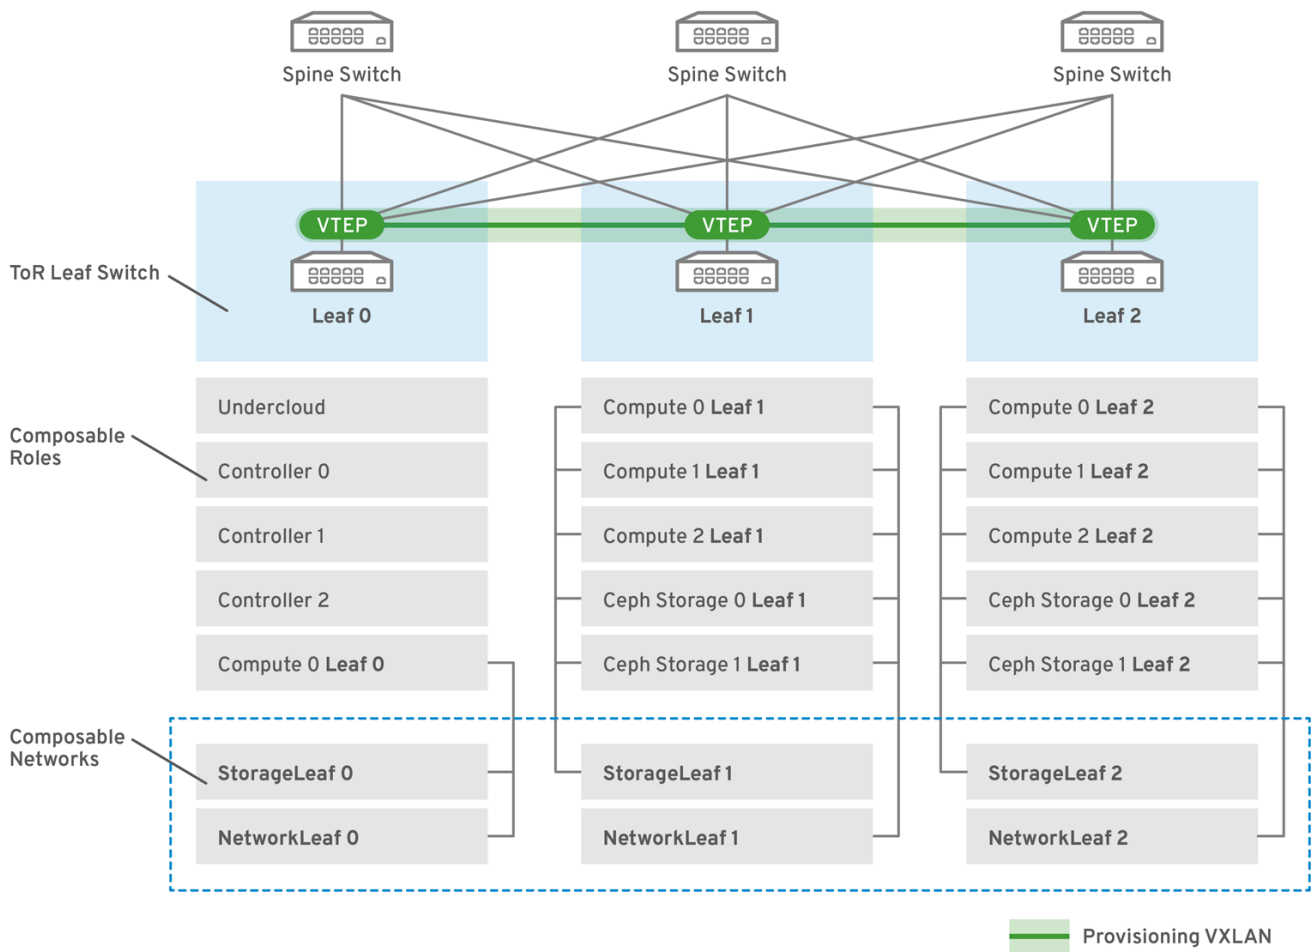 Spine Switch
Spine Switch
Spine Switch
VTEP
VTEP
VTEP
ToR Leaf Switch
Leaf 0
Leaf 1
Leaf 2
Composable
Roles
Undercloud
Controller 0
Controller 1
Controller 2
Compute 0 Leaf 0
Compute 0 Leaf 1
Compute 1 Leaf 1
Compute 2 Leaf 1
Ceph Storage 0 Leaf 1
Ceph Storage 1 Leaf 1
Compute 0 Leaf 2
Compute 1 Leaf 2
Compute 2 Leaf 2
Ceph Storage 0 Leaf 2
Ceph Storage 1 Leaf 2
Composable
Networks
StorageLeaf 0
NetworkLeaf 0
StorageLeaf 1
NetworkLeaf 1
StorageLeaf 2
NetworkLeaf 2
Provisioning VXLAN